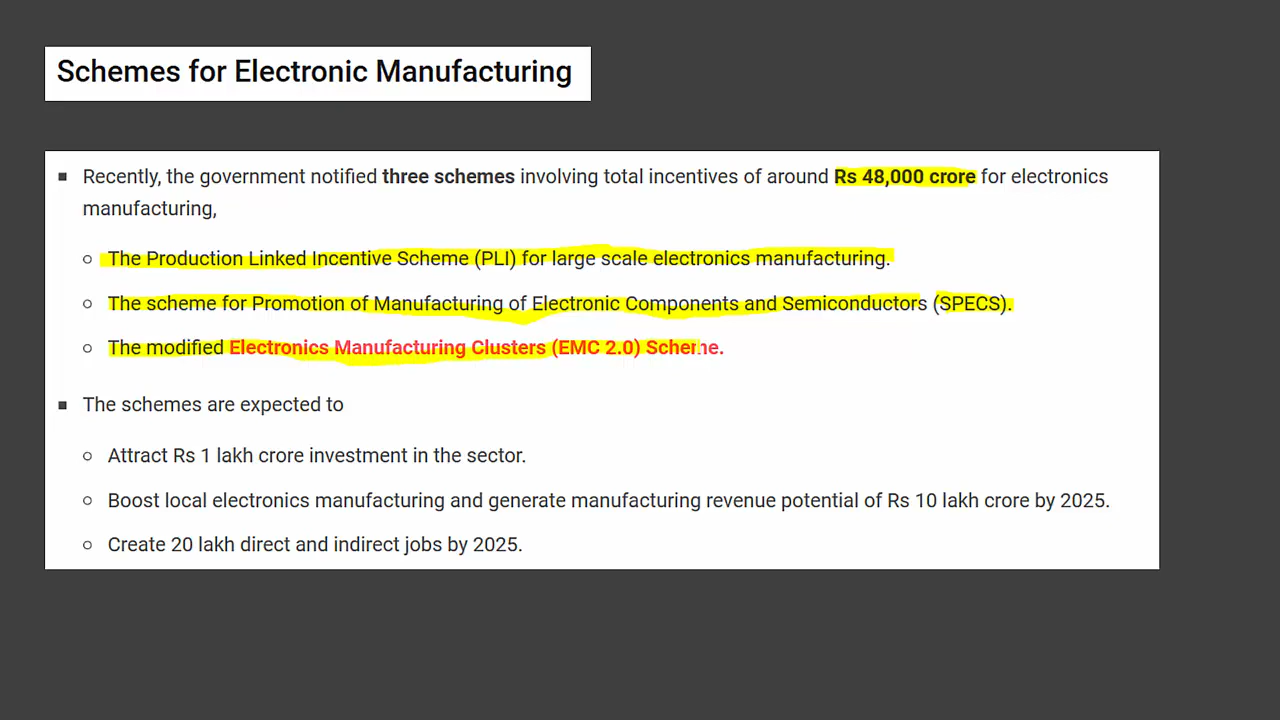 Schemes for Electronic Manufacturing
Recently, the government notified three schemes involving total incentives of around Rs 48,000 crore for electronics
manufacturing,
The Production Linked Incentive Scheme (PLI) for large scale electronics manufacturing.
The scheme for Promotion of Manufacturing of Electronic Components and Semiconductors (SPECS).
The modified Electronics Manufacturing Clusters (EMC 2.0) Scheme.
The schemes are expected to
Attract Rs 1 lakh crore investment in the sector.
Boost local electronics manufacturing and generate manufacturing revenue potential of Rs 10 lakh crore by 2025.
Create 20 lakh direct and indirect jobs by 2025.